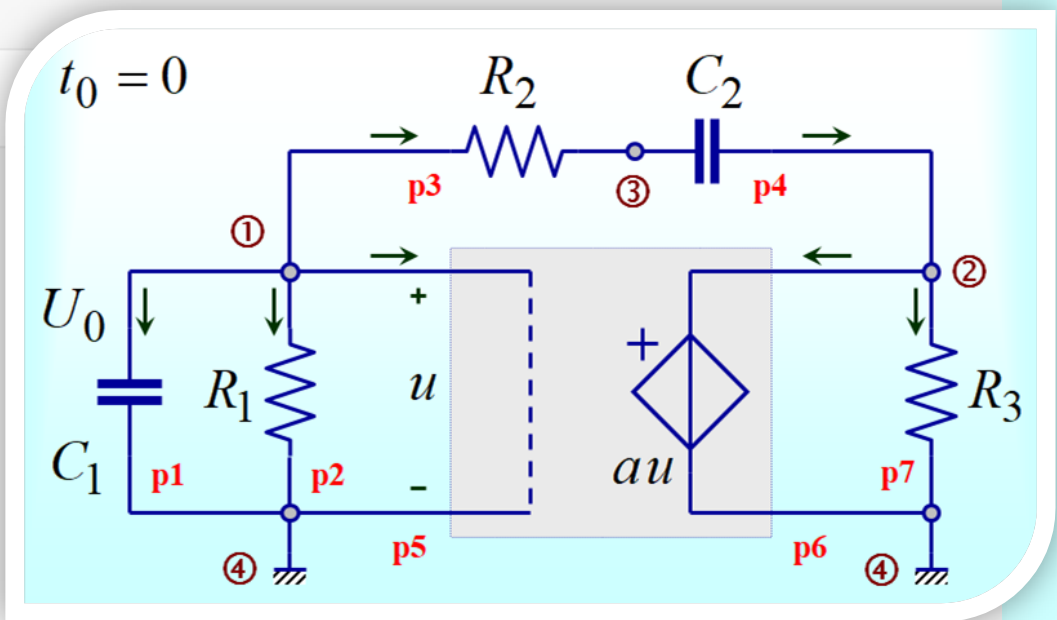 t₀ = 0
R₂
C₂
p3
③
p4
①
②
+
U₀
+
R₁
u
R₃
C₁
p1
p2
au
p7
−
p5
p6
④
④